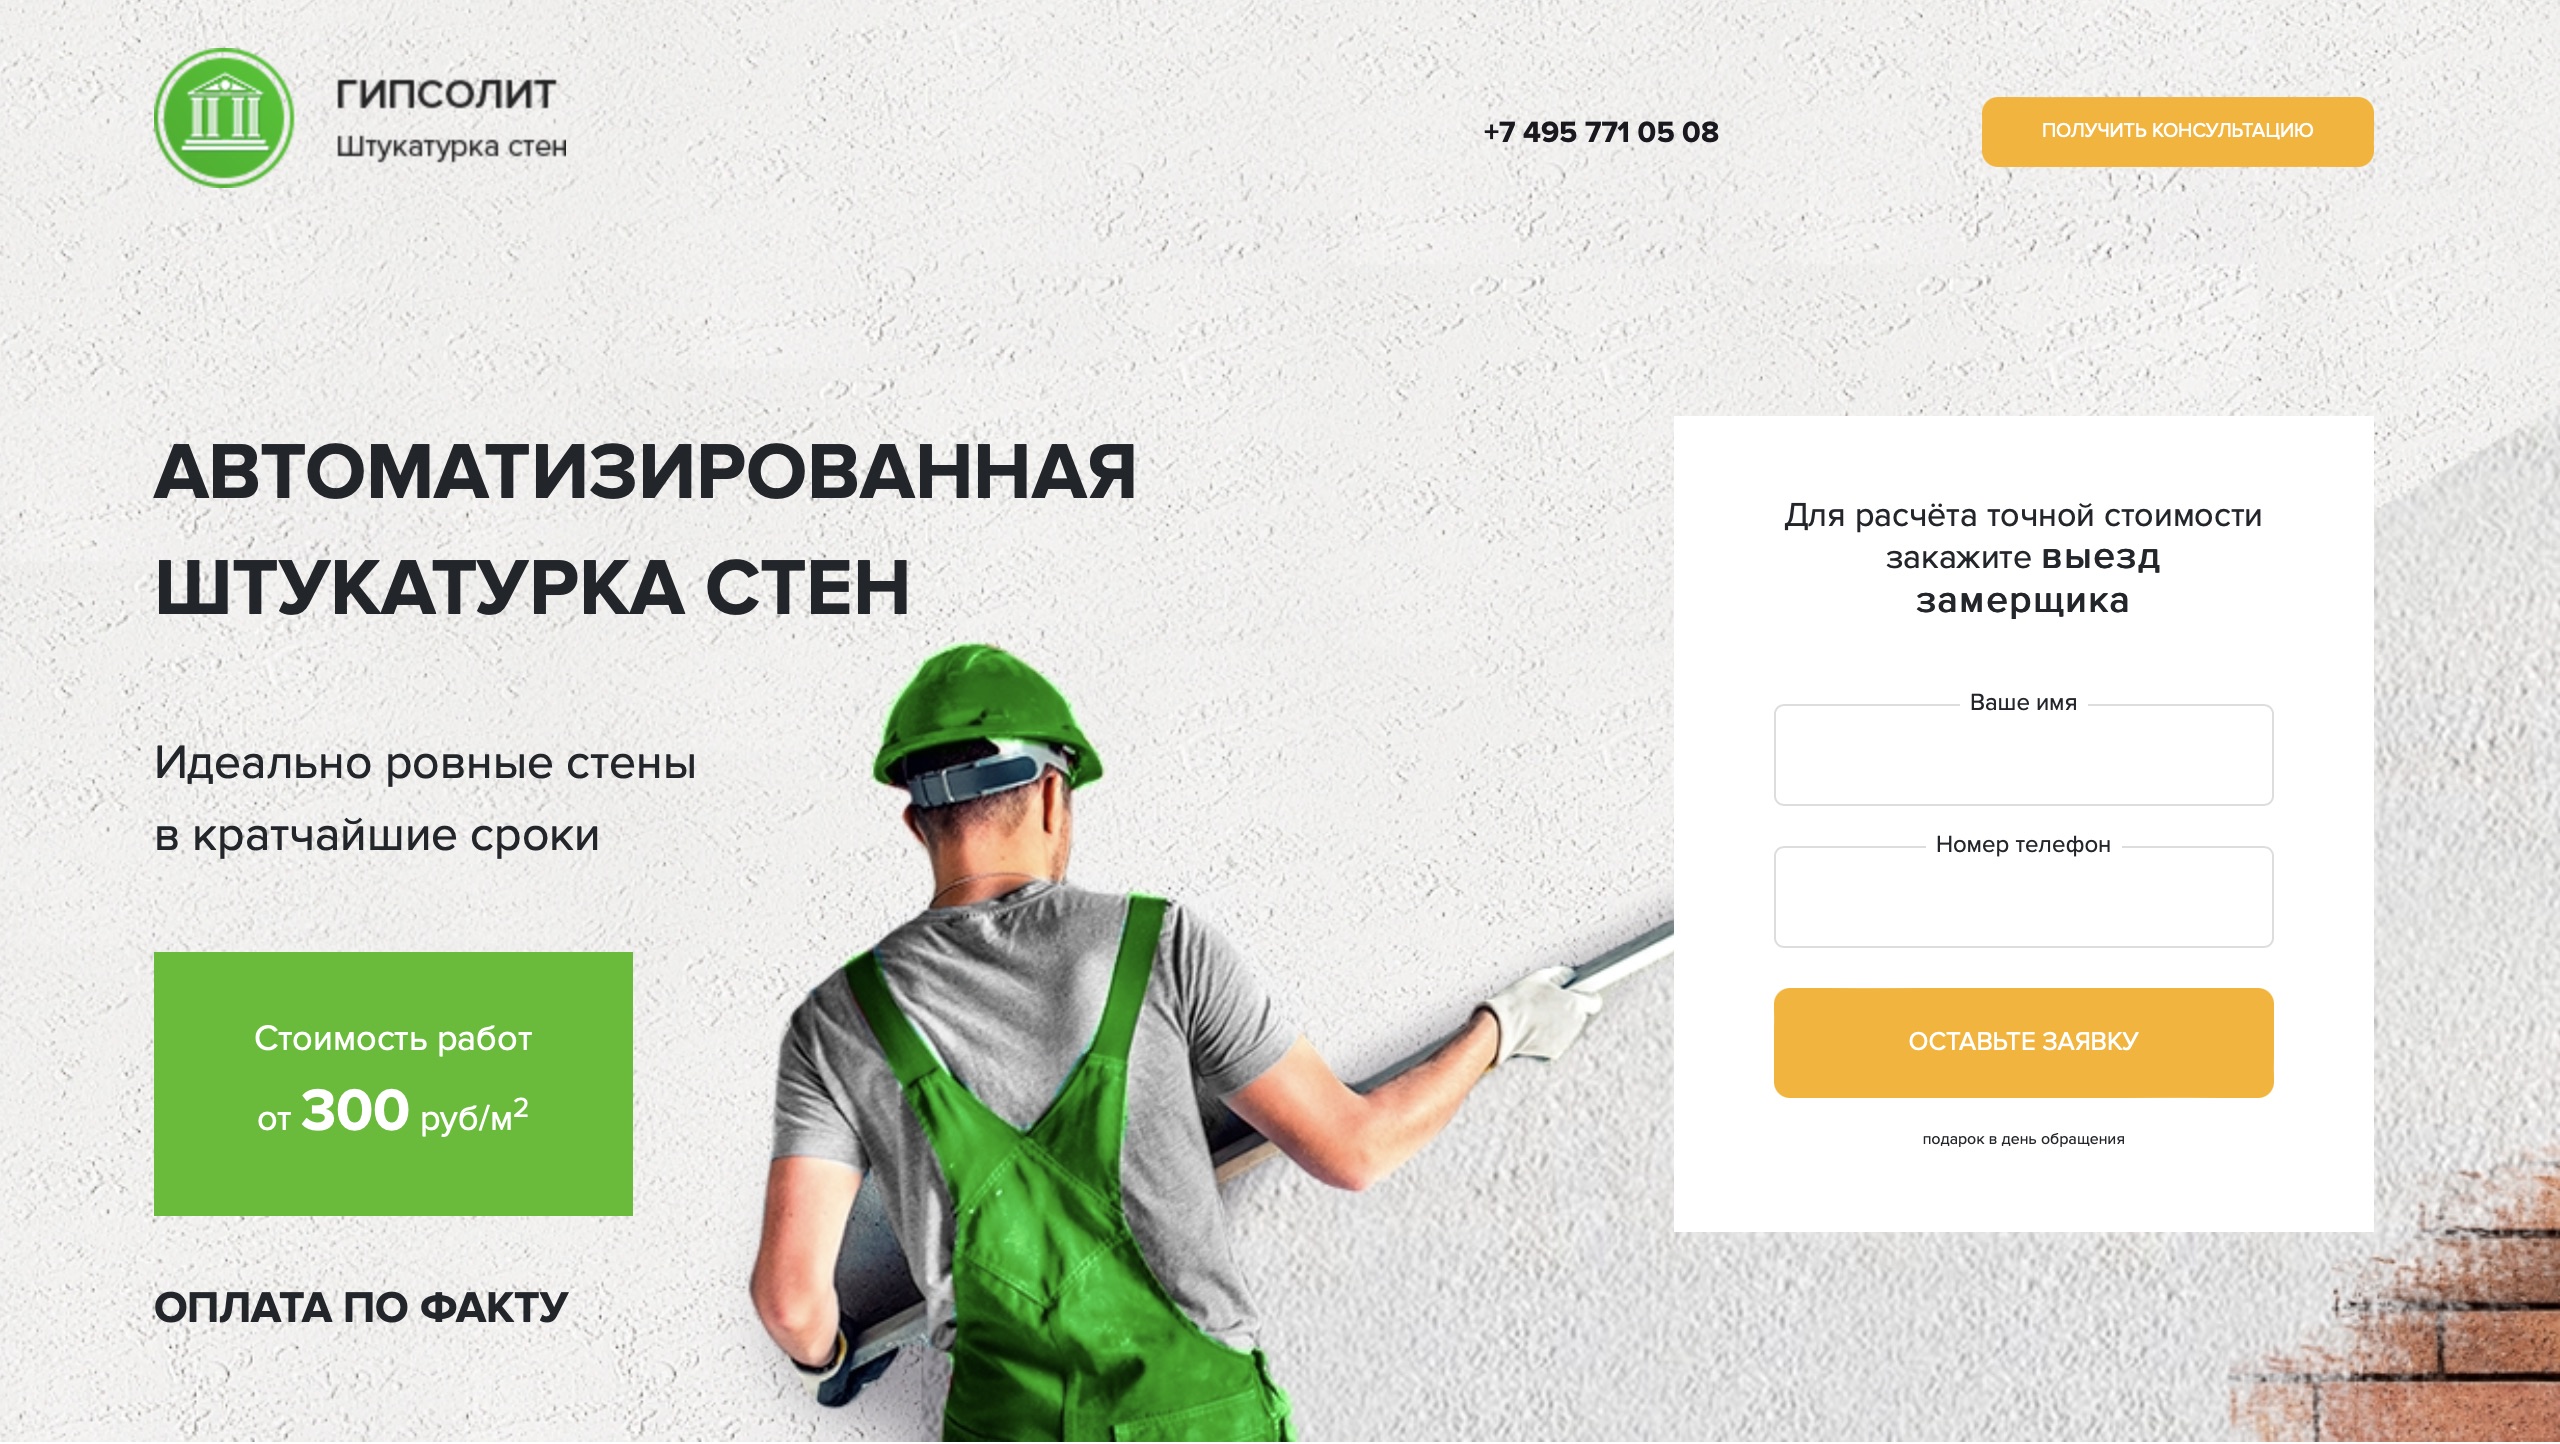 ГИПСОЛИТ
Штукатурка стен
+7 495 771 05 08
ПОЛУЧИТЬ КОНСУЛЬТАЦИЮ
АВТОМАТИЗИРОВАННАЯ
ШТУКАТУРКА СТЕН
Идеально ровные стены
в кратчайшие сроки
Стоимость работ
от 300 руб/м²
ОПЛАТА ПО ФАКТУ
Для расчёта точной стоимости
закажите выезд
замерщика
Ваше имя
Номер телефон
ОСТАВЬТЕ ЗАЯВКУ
подарок в день обращения